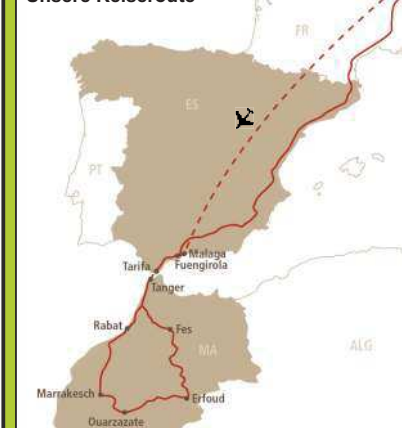 Unsere Reiseroute
FR
ES
PT
Malaga
Fuengirola
Tarifa
Tanger
Rabat
Fes
MA
ALG
Marrakesch
Erfoud
Ouarzazate